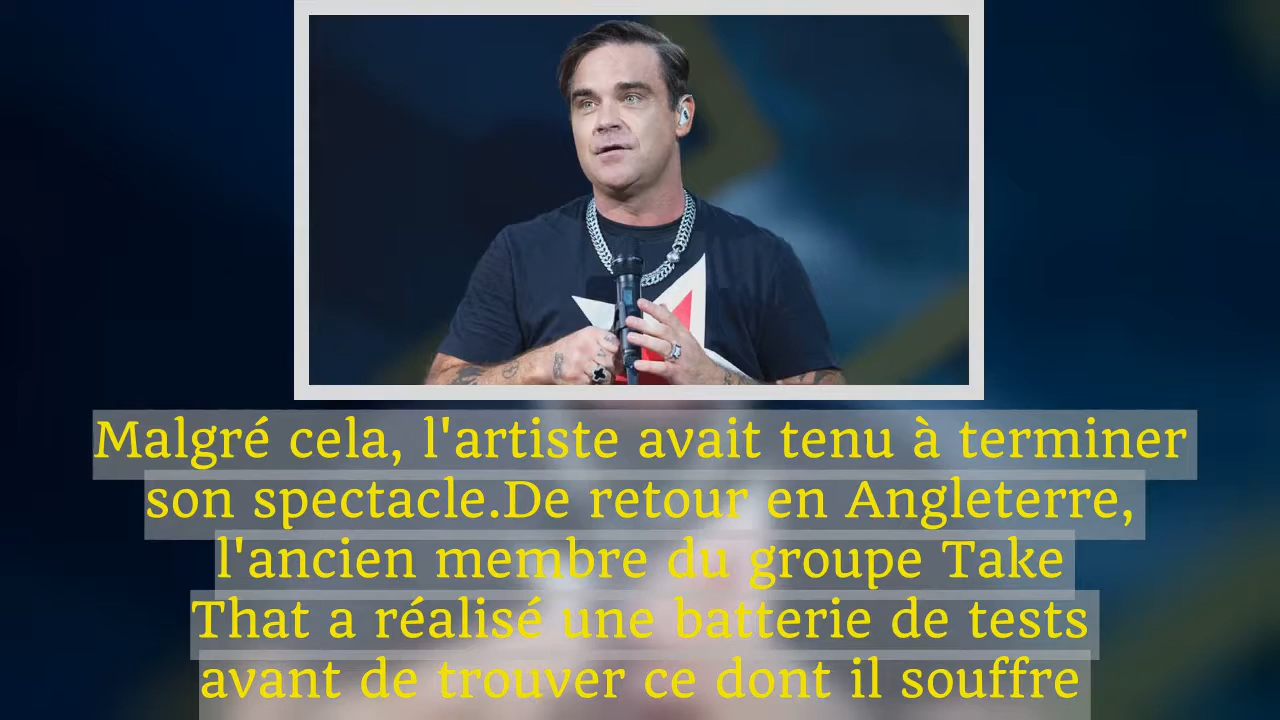 Malgré cela, l'artiste avait tenu à terminer
son spectacle.De retour en Angleterre,
l'ancien membre du groupe Take
That a réalisé une batterie de tests
avant de trouver ce dont il souffre